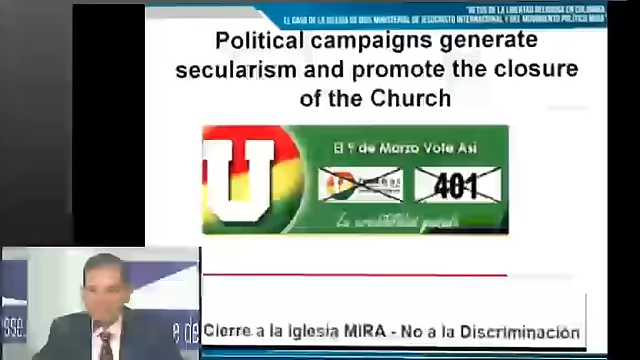 "RETOS DE LA LIBERTAD RELIGIOSA EN COLOMBIA
EL CASO DE LA IGLESIA DE DIOS MINISTERIAL DE JESUCRISTO INTERNACIONAL Y DEL MOVIMIENTO POLÍTICO MIRA"
Political campaigns generate
secularism and promote the closure
of the Church
U
de Marzo Vote Así
U
401
La credibilidad
Cierre a la Iglesia MIRA - No a la Discriminación